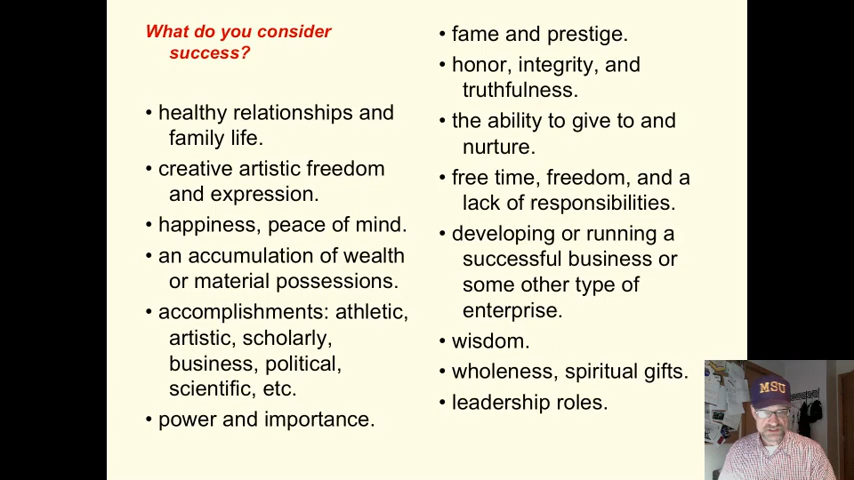 What do you consider
success?
• healthy relationships and
family life.
• creative artistic freedom
and expression.
• happiness, peace of mind.
• an accumulation of wealth
or material possessions.
• accomplishments: athletic,
artistic, scholarly,
business, political,
scientific, etc.
• power and importance.
• fame and prestige.
• honor, integrity, and
truthfulness.
• the ability to give to and
nurture.
• free time, freedom, and a
lack of responsibilities.
• developing or running a
successful business or
some other type of
enterprise.
• wisdom.
• wholeness, spiritual gifts.
• leadership roles.
MSU